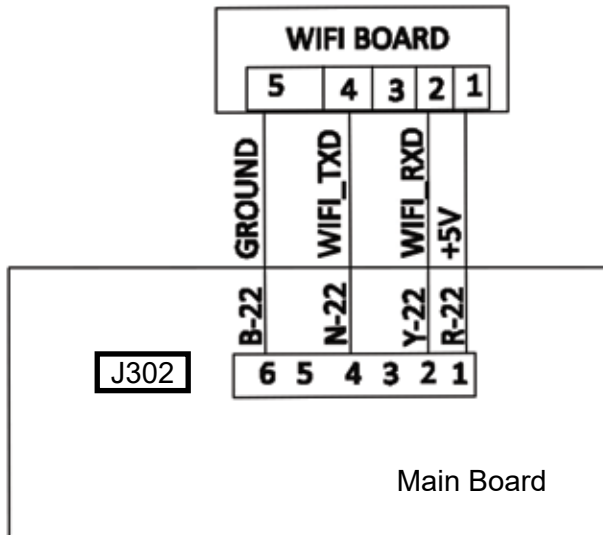 WIFI BOARD
5 4 3 2 1
GROUND
WIFI_TXD
WIFI_RXD
+5V
B-22
N-22
Y-22
R-22
J302
6 5 4 3 2 1
Main Board